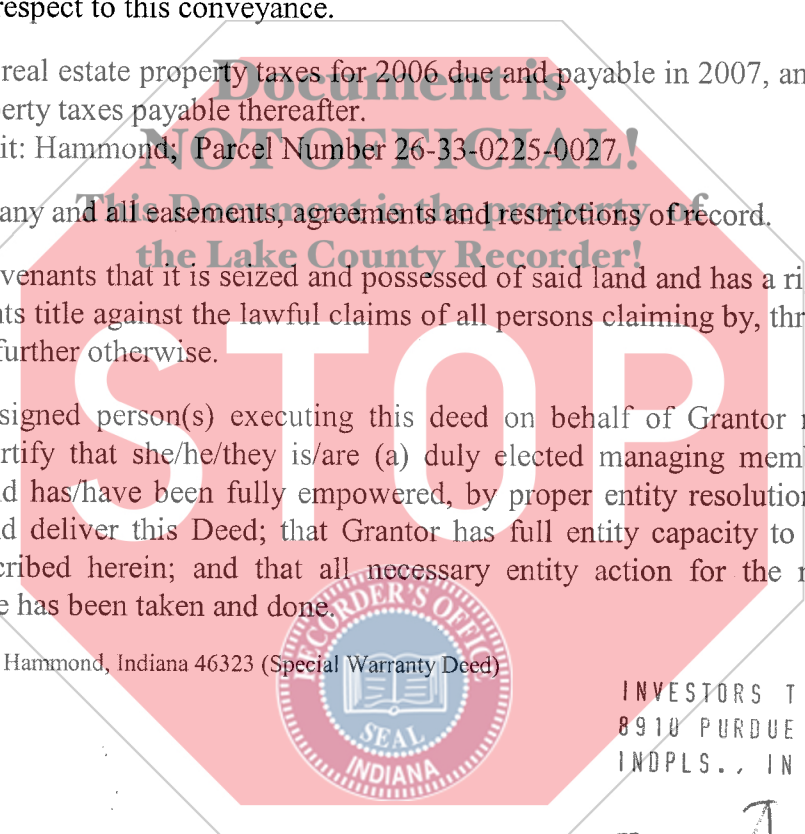 respect to this conveyance.
real estate property taxes for 2006 due and payable in 2007, an
erty taxes payable thereafter.
it: Hammond; Parcel Number 26-33-0225-0027
any and all easements, agreements and restrictions of record.
venants that it is seized and possessed of said land and has a ri
ts title against the lawful claims of all persons claiming by, thr
further otherwise.
signed person(s) executing this deed on behalf of Grantor r
rtify that she/he/they is/are (a) duly elected managing memb
d has/have been fully empowered, by proper entity resolution
d deliver this Deed; that Grantor has full entity capacity to
cribed herein; and that all necessary entity action for the r
e has been taken and done.
Hammond, Indiana 46323 (Special Warranty Deed)
INVESTORS T
8910 PURDUE
INDPLS., IN
Document is
NOT OFFICIAL!
This Document is the property of
the Lake County Recorder!
STOP
RECORDER'S OFFICE
SEAL
INDIANA